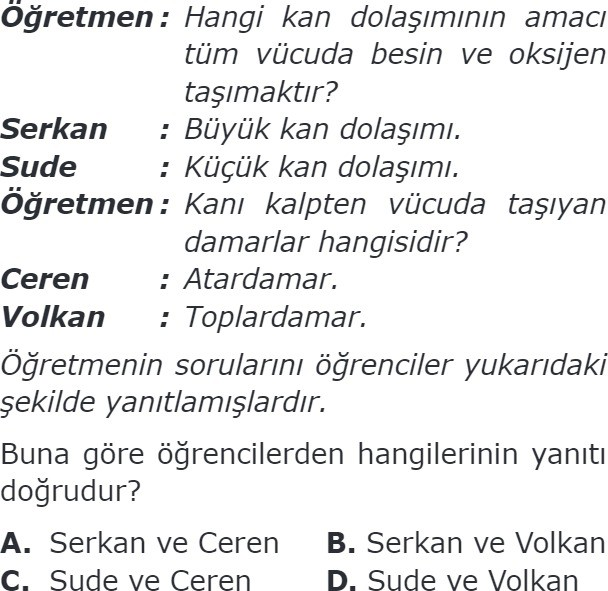 Öğretmen : Hangi kan dolaşımının amacı
tüm vücuda besin ve oksijen
taşımaktır?
Serkan : Büyük kan dolaşımı.
Sude : Küçük kan dolaşımı.
Öğretmen : Kanı kalpten vücuda taşıyan
damarlar hangisidir?
Ceren : Atardamar.
Volkan : Toplardamar.
Öğretmenin sorularını öğrenciler yukarıdaki
şekilde yanıtlamışlardır.
Buna göre öğrencilerden hangilerinin yanıtı
doğrudur?
A. Serkan ve Ceren B. Serkan ve Volkan
C. Sude ve Ceren D. Sude ve Volkan